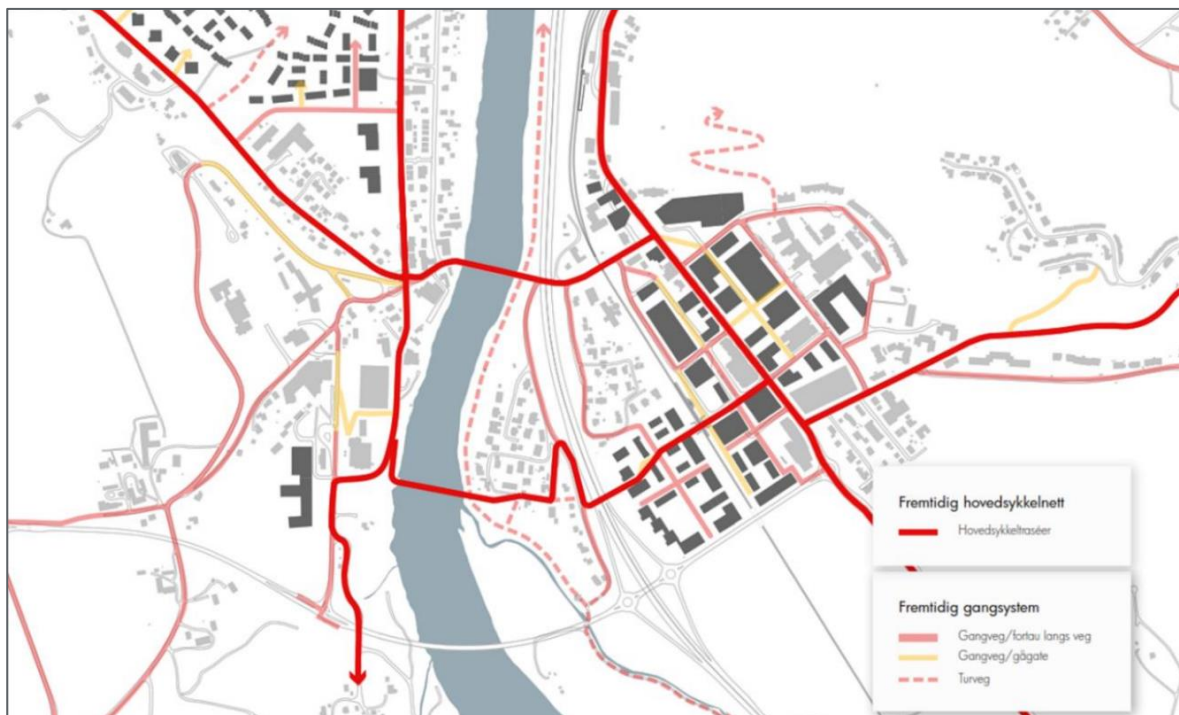 Fremtidig hovedsykkelnett
Hovedsykkeltraséer
Fremtidig gangsystem
Gangveg/fortau langs veg
Gangveg/gågate
Turveg